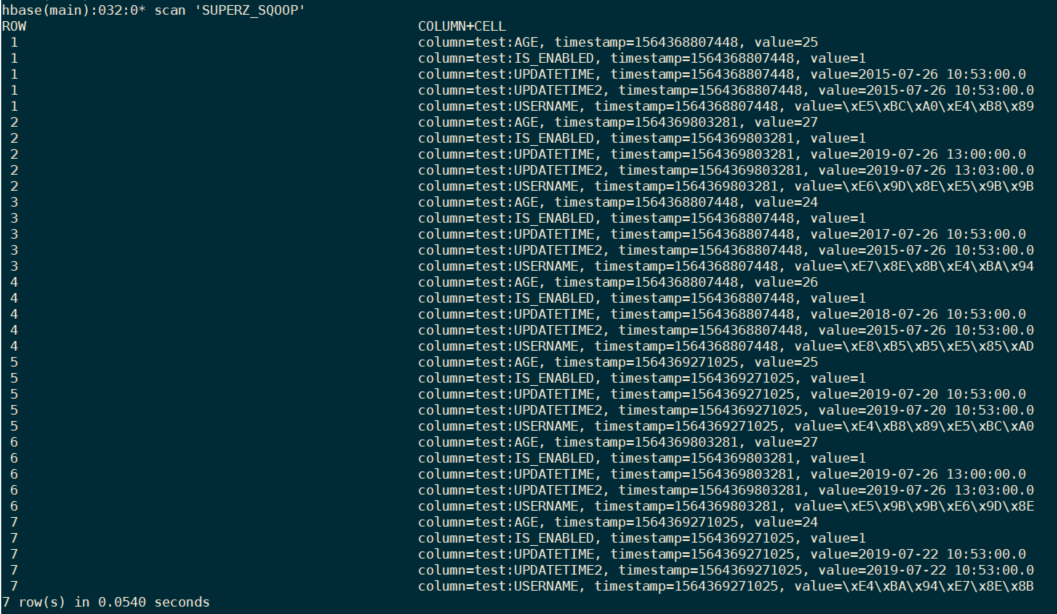 hbase(main):032:0* scan 'SUPERZ_SQOOP'
ROW COLUMN+CELL
1 column=test:AGE, timestamp=1564368807448, value=25
1 column=test:IS_ENABLED, timestamp=1564368807448, value=1
1 column=test:UPDATETIME, timestamp=1564368807448, value=2015-07-26 10:53:00.0
1 column=test:UPDATETIME2, timestamp=1564368807448, value=2015-07-26 10:53:00.0
1 column=test:USERNAME, timestamp=1564368807448, value=\xE5\xBC\xA0\xE4\xB8\x89
2 column=test:AGE, timestamp=1564369803281, value=27
2 column=test:IS_ENABLED, timestamp=1564369803281, value=1
2 column=test:UPDATETIME, timestamp=1564369803281, value=2019-07-26 13:00:00.0
2 column=test:UPDATETIME2, timestamp=1564369803281, value=2019-07-26 13:03:00.0
2 column=test:USERNAME, timestamp=1564369803281, value=\xE6\x9D\x8E\xE5\x9B\x9B
3 column=test:AGE, timestamp=1564368807448, value=24
3 column=test:IS_ENABLED, timestamp=1564368807448, value=1
3 column=test:UPDATETIME, timestamp=1564368807448, value=2017-07-26 10:53:00.0
3 column=test:UPDATETIME2, timestamp=1564368807448, value=2015-07-26 10:53:00.0
3 column=test:USERNAME, timestamp=1564368807448, value=\xE7\x8E\x8B\xE4\xBA\x94
4 column=test:AGE, timestamp=1564368807448, value=26
4 column=test:IS_ENABLED, timestamp=1564368807448, value=1
4 column=test:UPDATETIME, timestamp=1564368807448, value=2018-07-26 10:53:00.0
4 column=test:UPDATETIME2, timestamp=1564368807448, value=2015-07-26 10:53:00.0
4 column=test:USERNAME, timestamp=1564368807448, value=\xE8\xB5\xB5\xE5\x85\xAD
5 column=test:AGE, timestamp=1564369271025, value=25
5 column=test:IS_ENABLED, timestamp=1564369271025, value=1
5 column=test:UPDATETIME, timestamp=1564369271025, value=2019-07-20 10:53:00.0
5 column=test:UPDATETIME2, timestamp=1564369271025, value=2019-07-20 10:53:00.0
5 column=test:USERNAME, timestamp=1564369271025, value=\xE4\xB8\x89\xE5\xBC\xA0
6 column=test:AGE, timestamp=1564369803281, value=27
6 column=test:IS_ENABLED, timestamp=1564369803281, value=1
6 column=test:UPDATETIME, timestamp=1564369803281, value=2019-07-26 13:00:00.0
6 column=test:UPDATETIME2, timestamp=1564369803281, value=2019-07-26 13:03:00.0
6 column=test:USERNAME, timestamp=1564369803281, value=\xE5\x9B\x9B\xE6\x9D\x8E
7 column=test:AGE, timestamp=1564369271025, value=24
7 column=test:IS_ENABLED, timestamp=1564369271025, value=1
7 column=test:UPDATETIME, timestamp=1564369271025, value=2019-07-22 10:53:00.0
7 column=test:UPDATETIME2, timestamp=1564369271025, value=2019-07-22 10:53:00.0
7 column=test:USERNAME, timestamp=1564369271025, value=\xE4\xBA\x94\xE7\x8E\x8B
7 row(s) in 0.0540 seconds